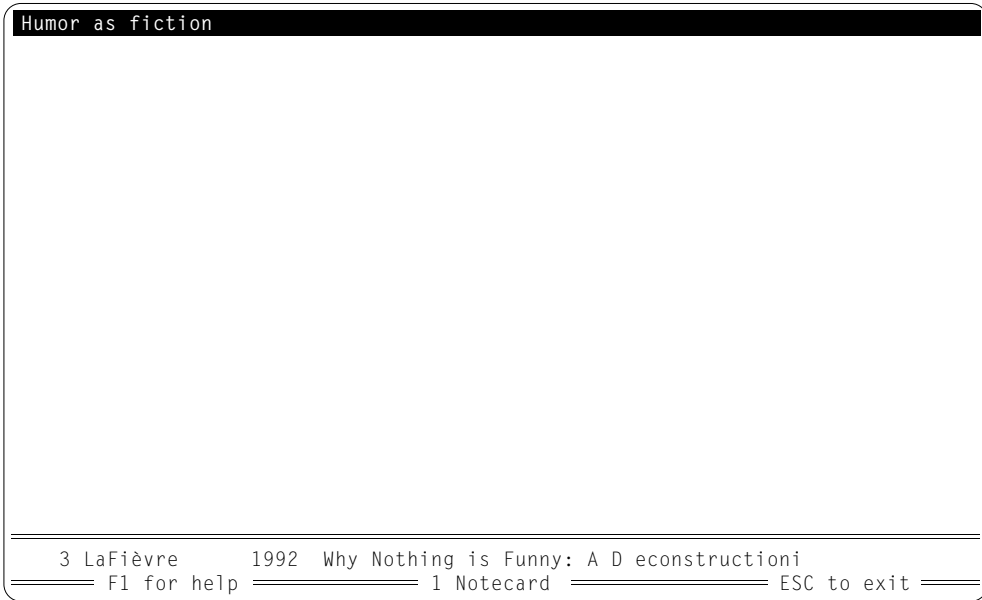 Humor as fiction
3 LaFièvre 1992 Why Nothing is Funny: A D econstructioni
F1 for help 1 Notecard ESC to exit